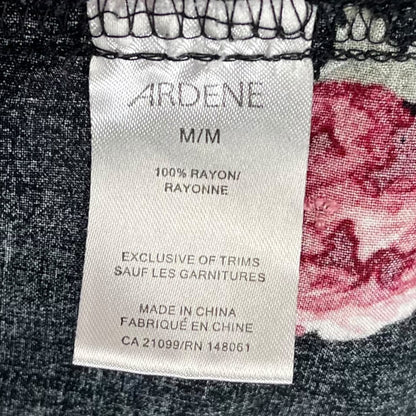 ARDENE
M/M
100% RAYON/
RAYONNE
EXCLUSIVE OF TRIMS
SAUF LES GARNITURES
MADE IN CHINA
FABRIQUÉ EN CHINE
CA 21099/RN 148061